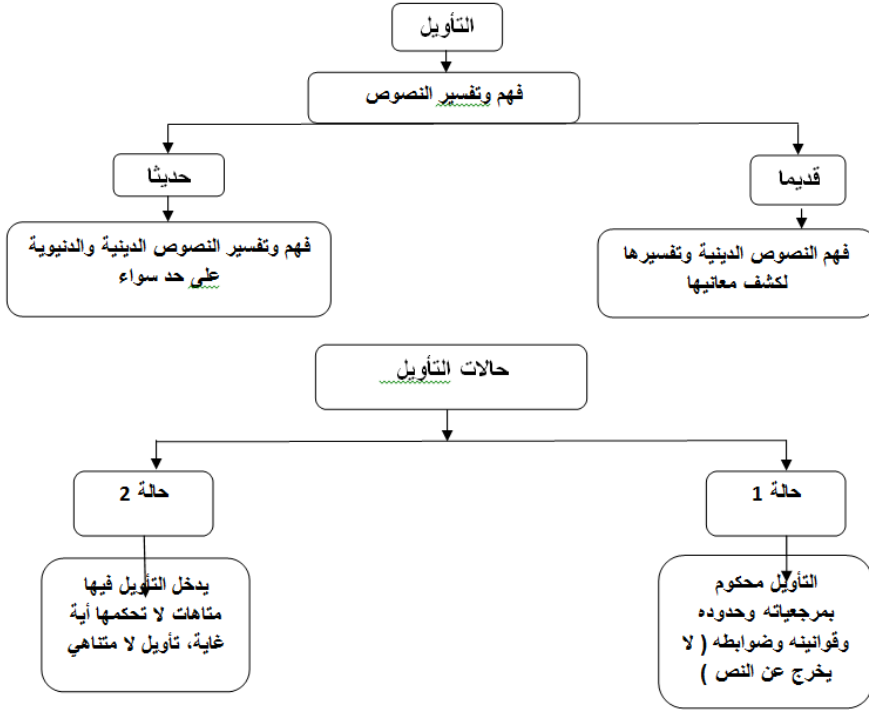 التأويل
فهم وتفسير النصوص
قديما
حديثا
فهم النصوص الدينية وتفسيرها
لكشف معانيها
فهم وتفسير النصوص الدينية والدنيوية
على حد سواء
حالات التأويل
حالة 1
حالة 2
التأويل محكوم
بمرجعياته وحدوده
وقوانينه وضوابطه ( لا
يخرج عن النص )
يدخل التأويل فيها
متاهات لا تحكمها أية
غاية، تأويل لا متناهي